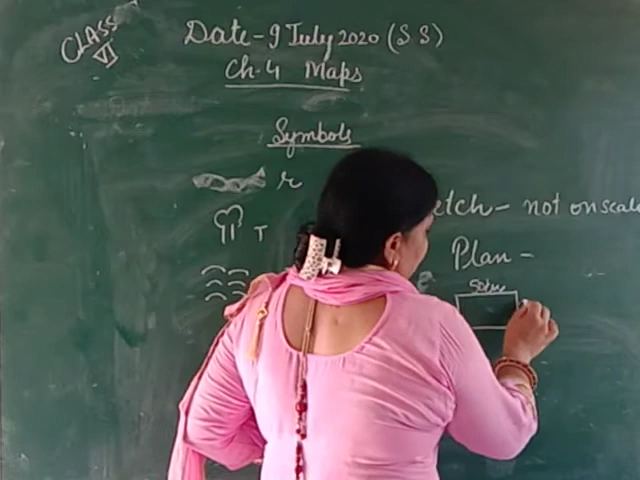 CLASS
VI
Date - 9 July 2020 (S S)
Ch-4 Maps
Symbols
r
T
etch - not on scale
Plan -